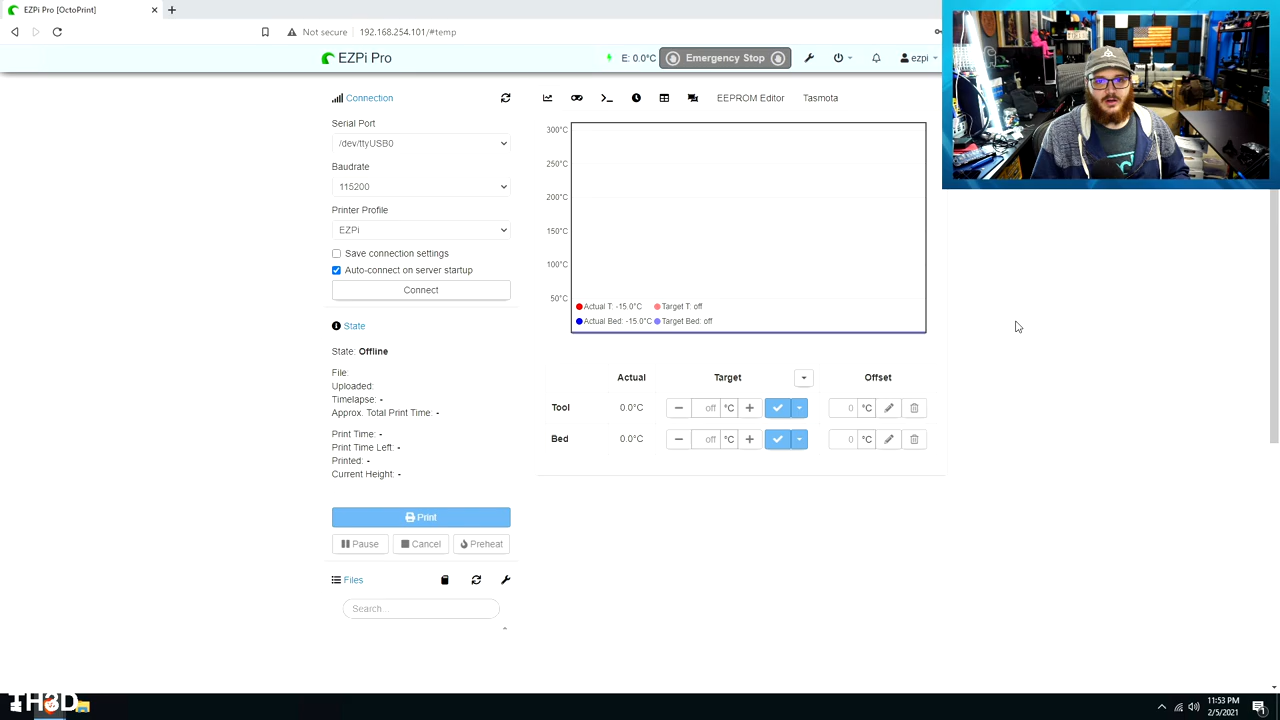 EZPi Pro [OctoPrint]
Not secure 192.168.254.101/#temp
EZPi Pro
E: 0.0°C
Emergency Stop
ezpi
Connection
Serial Port
/dev/ttyUSB0
Baudrate
115200
Printer Profile
EZPi
Save connection settings
Auto-connect on server startup
Connect
State
State: Offline
File:
Uploaded:
Timelapse: -
Approx. Total Print Time: -
Print Time: -
Print Time Left: -
Printed: -
Current Height: -
Print
Pause
Cancel
Preheat
Files
Search...
EEPROM Editor
Tasmota
300°C
250°C
200°C
150°C
100°C
50°C
Actual T: -15.0°C Target T: off
Actual Bed: -15.0°C Target Bed: off
Actual Target Offset
Tool 0.0°C off °C 0 °C
Bed 0.0°C off °C 0 °C
TH3D
11:53 PM
2/5/2021